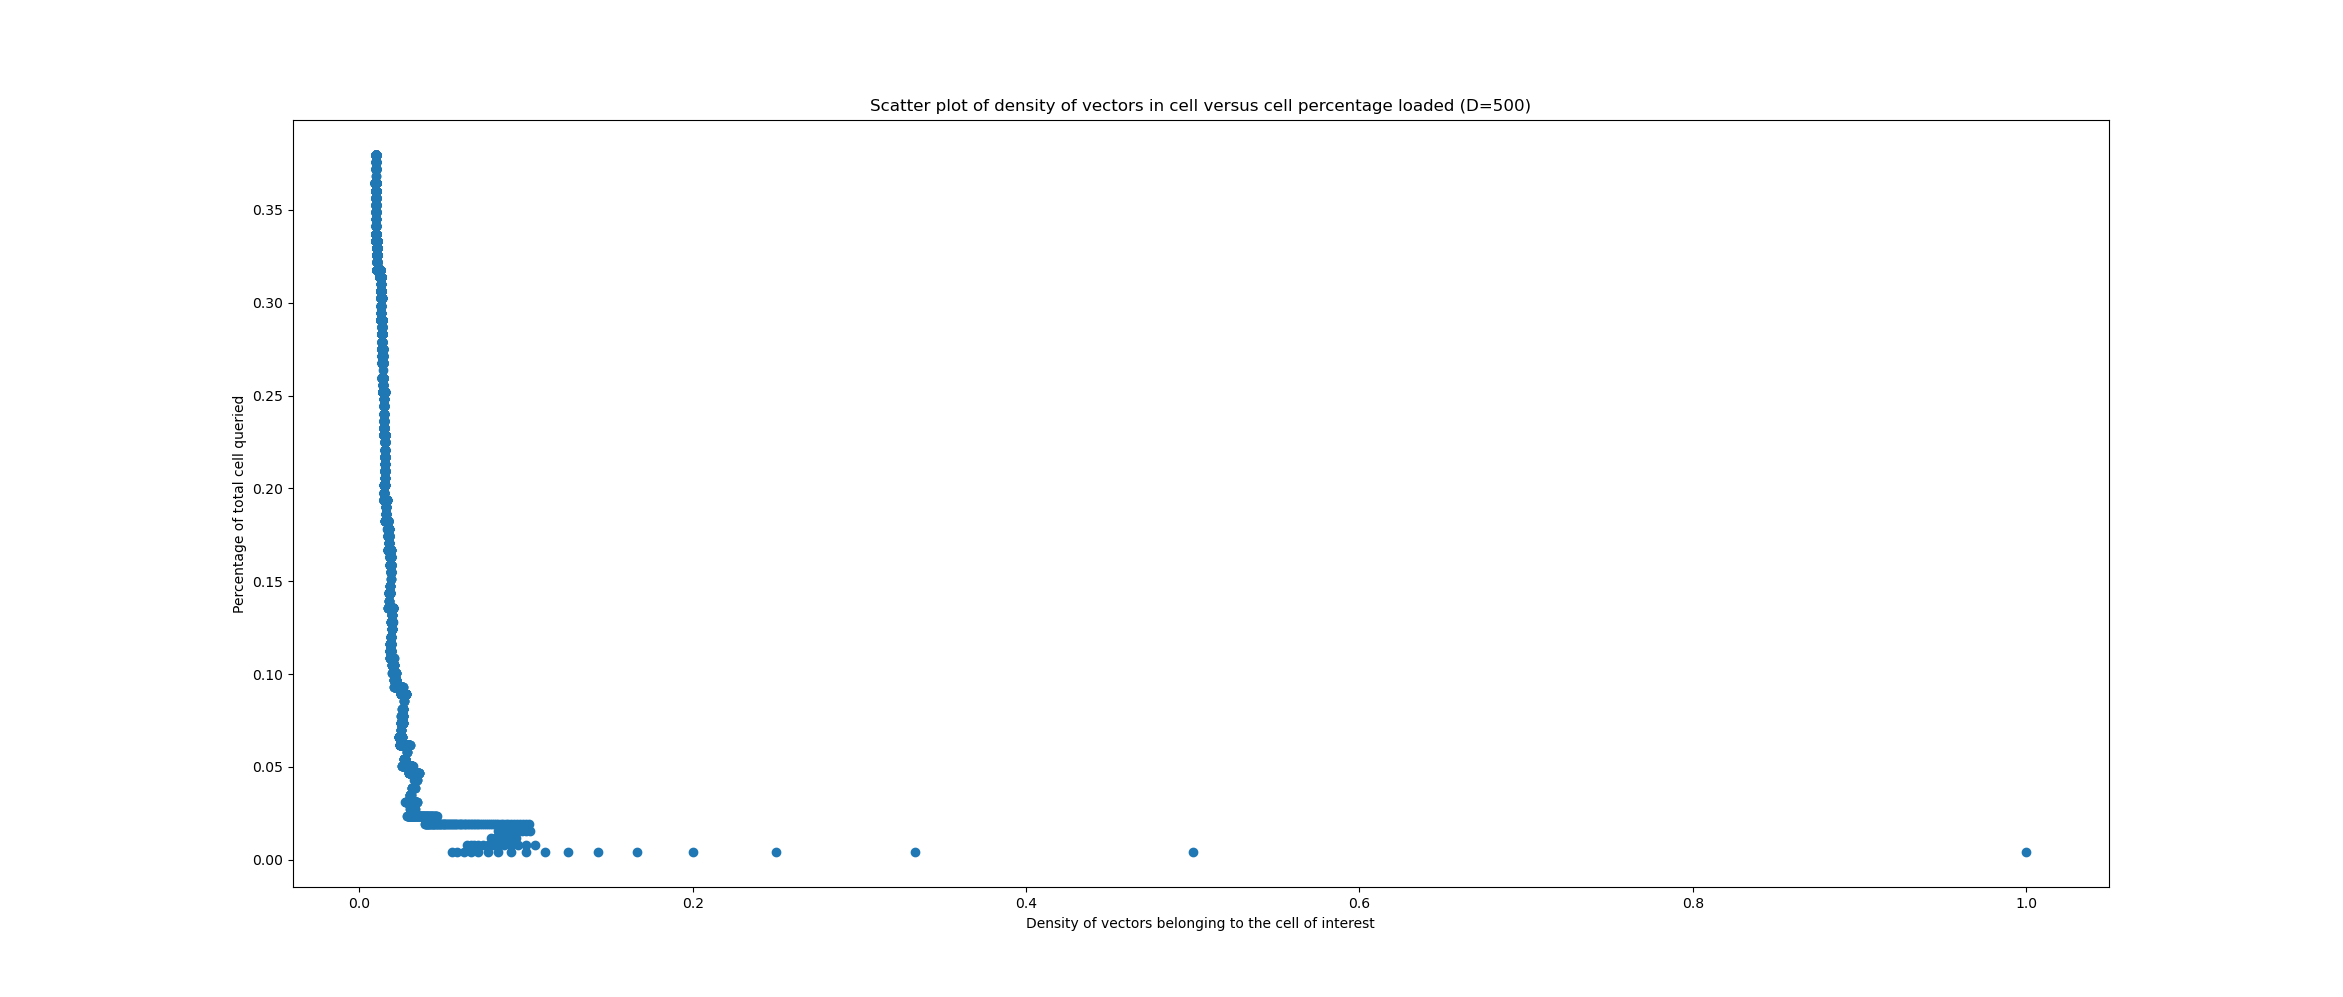 Scatter plot of density of vectors in cell versus cell percentage loaded (D=500)
Percentage of total cell queried
0.35
0.30
0.25
0.20
0.15
0.10
0.05
0.00
0.0 0.2 0.4 0.6 0.8 1.0
Density of vectors belonging to the cell of interest